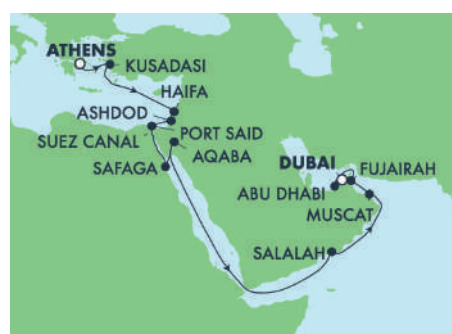 ATHENS
KUSADASI
HAIFA
ASHDOD
PORT SAID
SUEZ CANAL
AQABA
SAFAGA
DUBAI
FUJAIRAH
ABU DHABI
MUSCAT
SALALAH